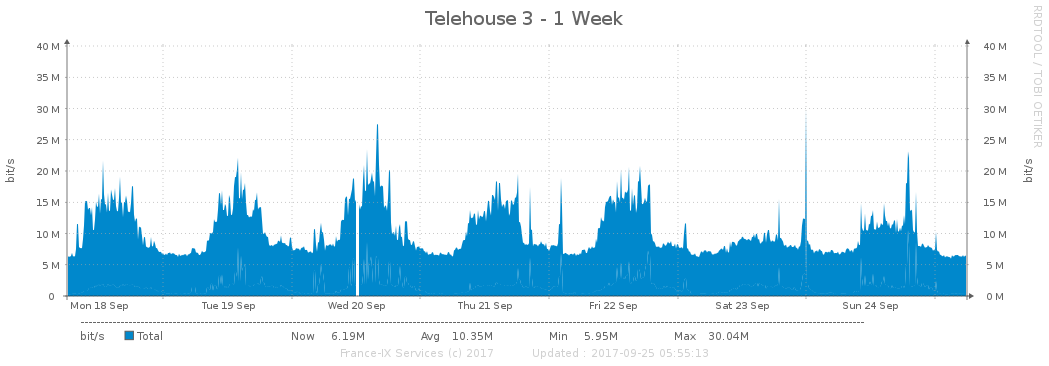 Telehouse 3 - 1 Week
RRDTOOL / TOBI OETIKER
40 M 40 M
35 M 35 M
30 M 30 M
25 M 25 M
20 M 20 M
15 M 15 M
10 M 10 M
5 M 5 M
0 0 M
bit/s bit/s
Mon 18 Sep Tue 19 Sep Wed 20 Sep Thu 21 Sep Fri 22 Sep Sat 23 Sep Sun 24 Sep
bit/s Total Now 6.19M Avg 10.35M Min 5.95M Max 30.04M
France-IX Services (c) 2017 Updated : 2017-09-25 05:55:13